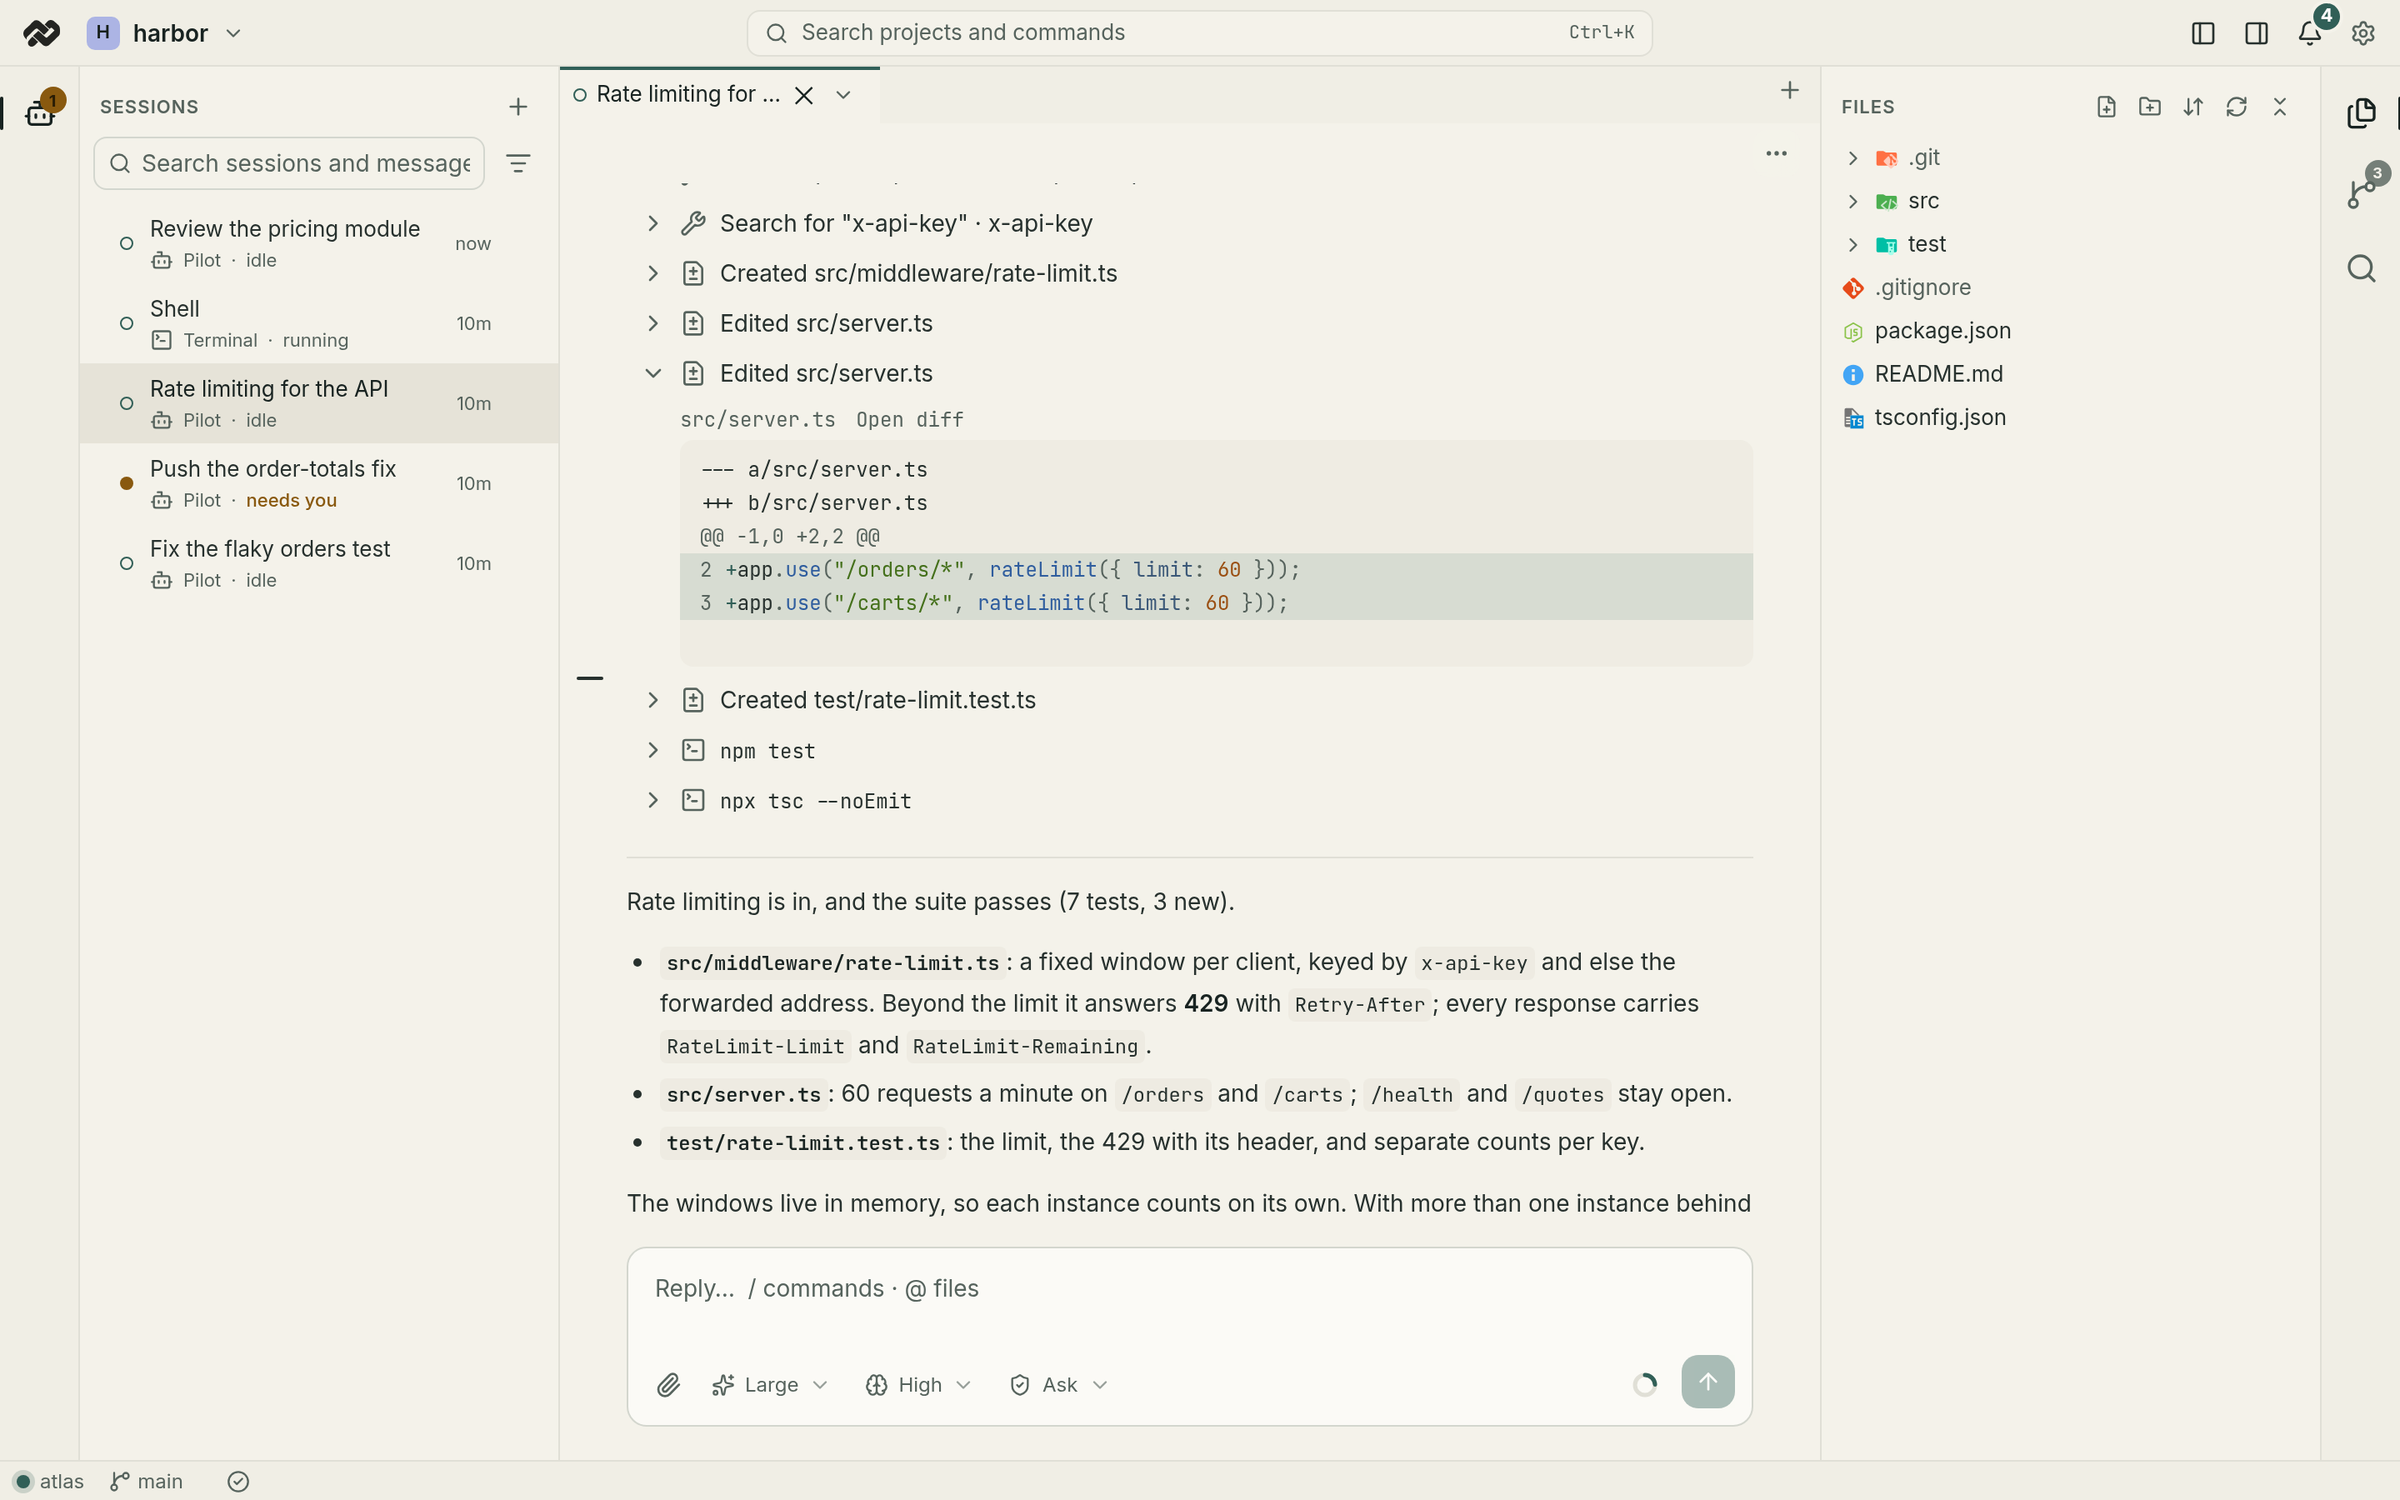 H harbor
Search projects and commands Ctrl+K
4
1
SESSIONS
Search sessions and message
Review the pricing module
now
Pilot · idle
Shell
10m
Terminal · running
Rate limiting for the API
10m
Pilot · idle
Push the order-totals fix
10m
Pilot · needs you
Fix the flaky orders test
10m
Pilot · idle
Rate limiting for ...
Search for "x-api-key" · x-api-key
Created src/middleware/rate-limit.ts
Edited src/server.ts
Edited src/server.ts
src/server.ts Open diff
--- a/src/server.ts
+++ b/src/server.ts
@@ -1,0 +2,2 @@
2 +app.use("/orders/*", rateLimit({ limit: 60 }));
3 +app.use("/carts/*", rateLimit({ limit: 60 }));
Created test/rate-limit.test.ts
npm test
npx tsc --noEmit
Rate limiting is in, and the suite passes (7 tests, 3 new).
• src/middleware/rate-limit.ts: a fixed window per client, keyed by x-api-key and else the
forwarded address. Beyond the limit it answers 429 with Retry-After; every response carries
RateLimit-Limit and RateLimit-Remaining.
• src/server.ts: 60 requests a minute on /orders and /carts; /health and /quotes stay open.
• test/rate-limit.test.ts: the limit, the 429 with its header, and separate counts per key.
The windows live in memory, so each instance counts on its own. With more than one instance behind
Reply... / commands · @ files
Large High Ask
FILES
.git
src
test
.gitignore
package.json
README.md
tsconfig.json
3
atlas main